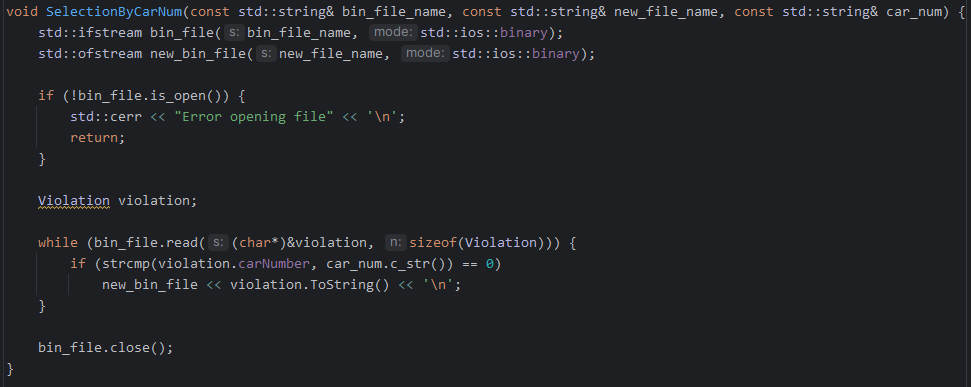 void SelectionByCarNum(const std::string& bin_file_name, const std::string& new_file_name, const std::string& car_num) {
    std::ifstream bin_file( s: bin_file_name, mode: std::ios::binary);
    std::ofstream new_bin_file( s: new_file_name, mode: std::ios::binary);

    if (!bin_file.is_open()) {
        std::cerr << "Error opening file" << '\n';
        return;
    }

    Violation violation;

    while (bin_file.read( s: (char*)&violation, n: sizeof(Violation))) {
        if (strcmp(violation.carNumber, car_num.c_str()) == 0)
            new_bin_file << violation.ToString() << '\n';
    }

    bin_file.close();
}